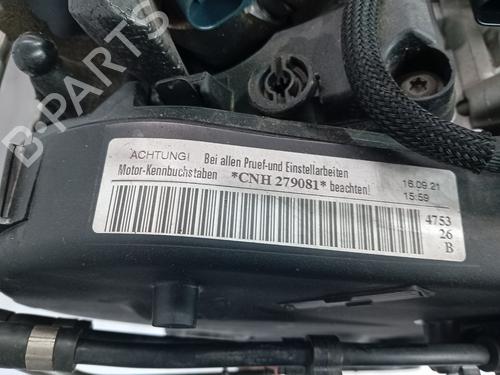 B-PARTS
ACHTUNG! Bei allen Pruef-und Einstellarbeiten
Motor-Kennbuchstaben *CNH 279081* beachten!
16.09.21
15:59
4753
26
B